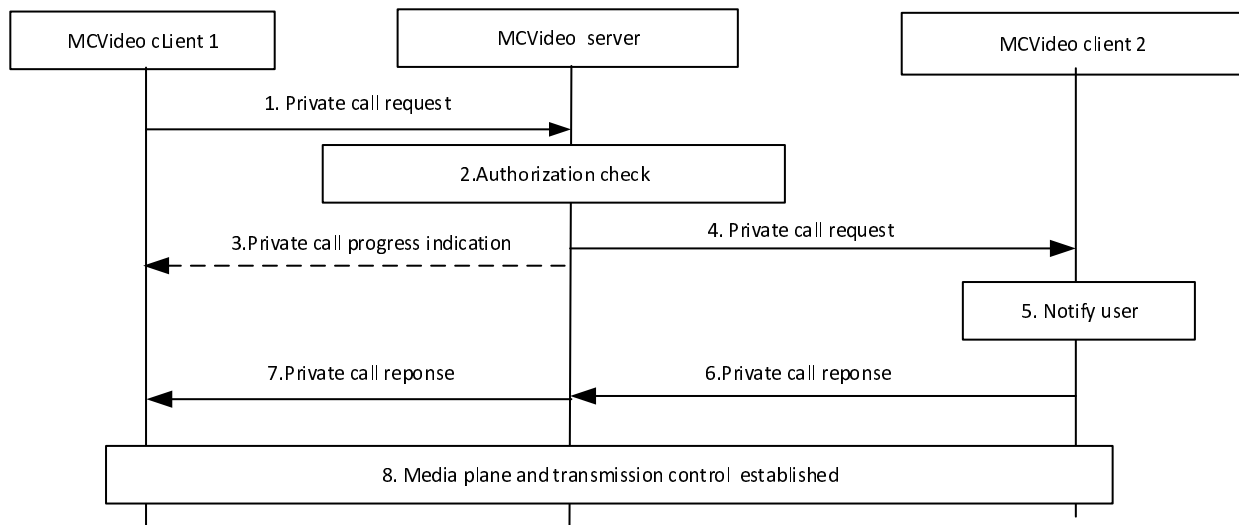 MCVideo cLient 1
MCVideo server
MCVideo client 2
1. Private call request
2.Authorization check
3.Private call progress indication
4. Private call request
5. Notify user
7.Private call reponse
6.Private call reponse
8. Media plane and transmission control established